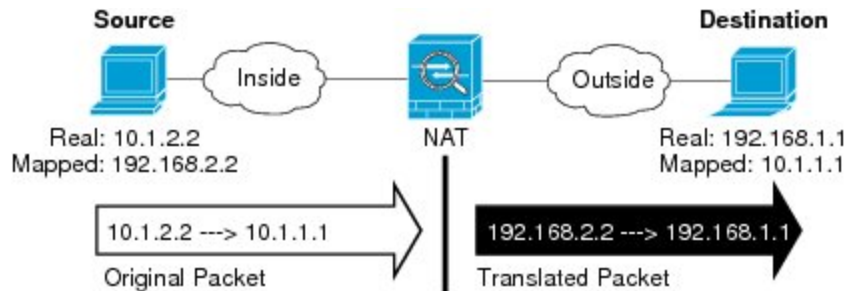 Source
Destination
Inside
Outside
Real: 10.1.2.2
Mapped: 192.168.2.2
NAT
Real: 192.168.1.1
Mapped: 10.1.1.1
10.1.2.2 ---> 10.1.1.1
192.168.2.2 ---> 192.168.1.1
Original Packet
Translated Packet